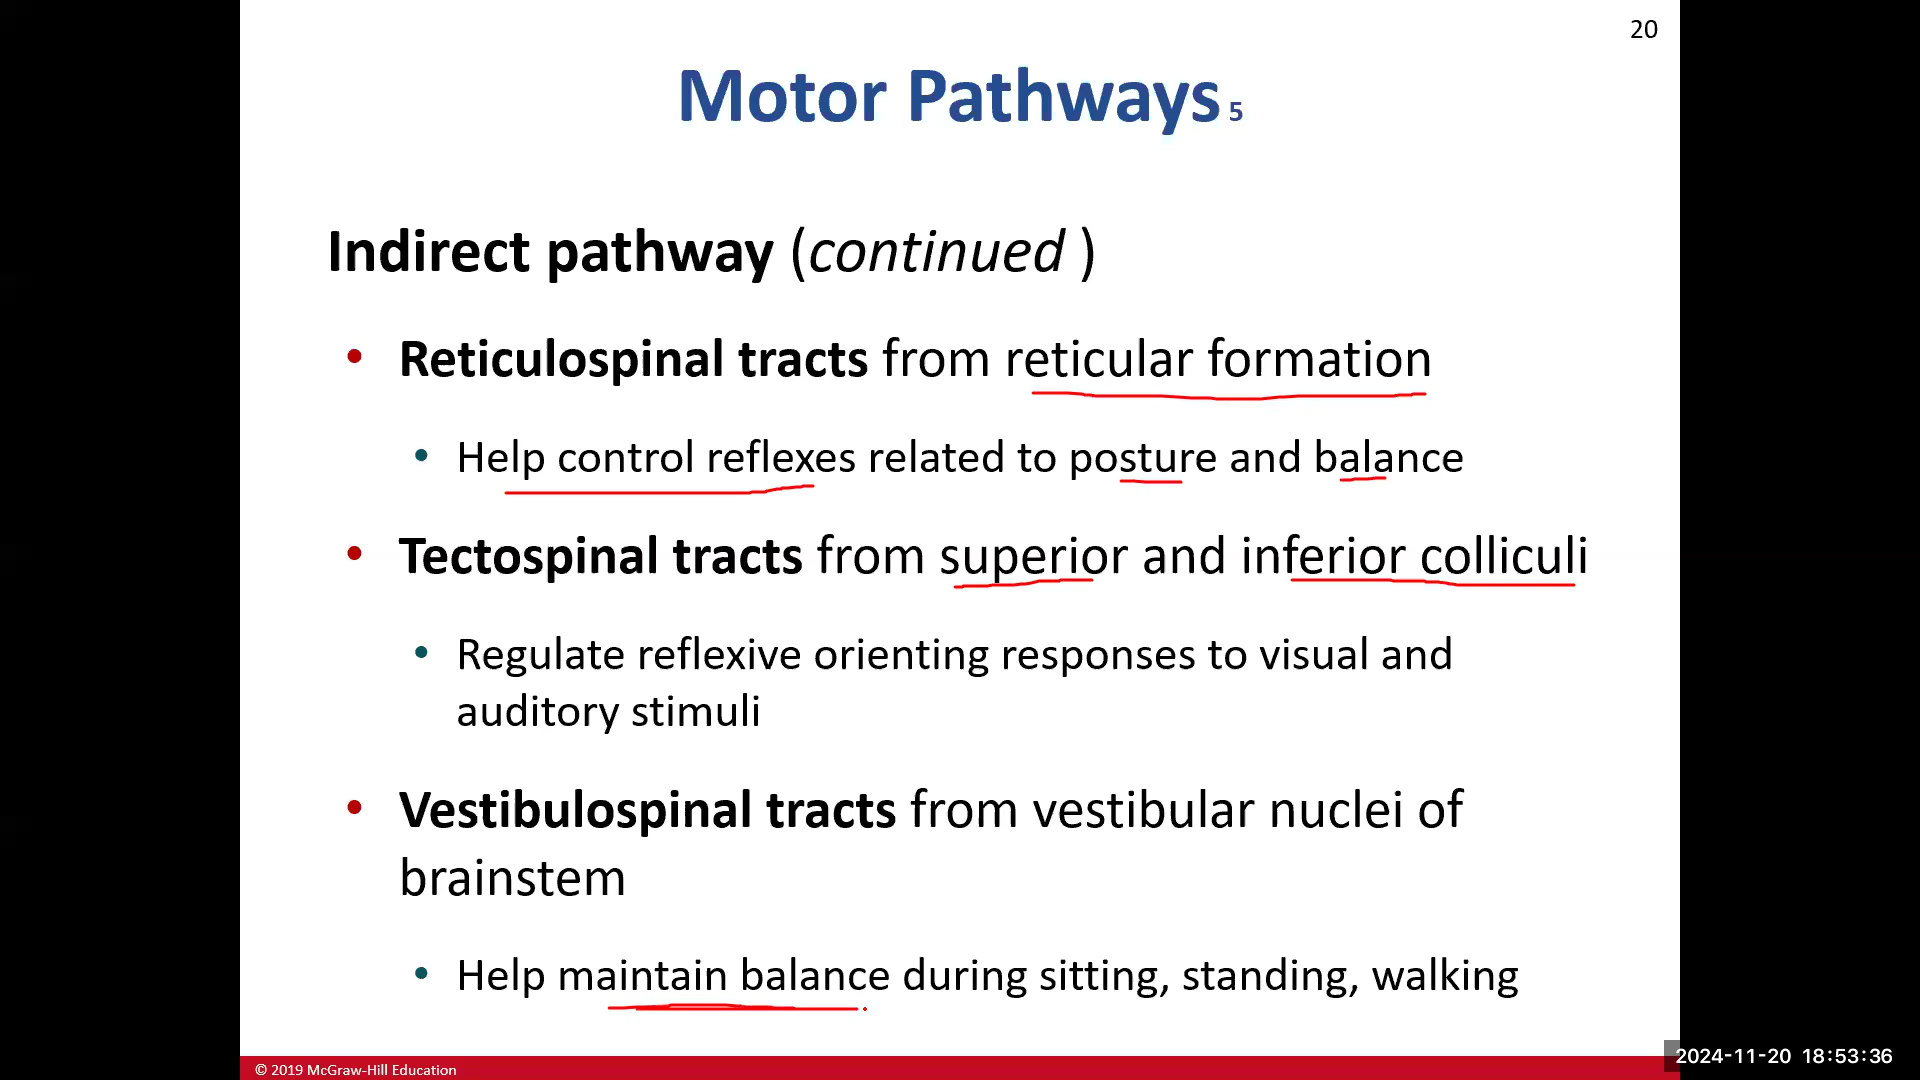 20
Motor Pathways 5
Indirect pathway (continued )
• Reticulospinal tracts from reticular formation
• Help control reflexes related to posture and balance
• Tectospinal tracts from superior and inferior colliculi
• Regulate reflexive orienting responses to visual and
auditory stimuli
• Vestibulospinal tracts from vestibular nuclei of
brainstem
• Help maintain balance during sitting, standing, walking
© 2019 McGraw-Hill Education
2024-11-20 18:53:36